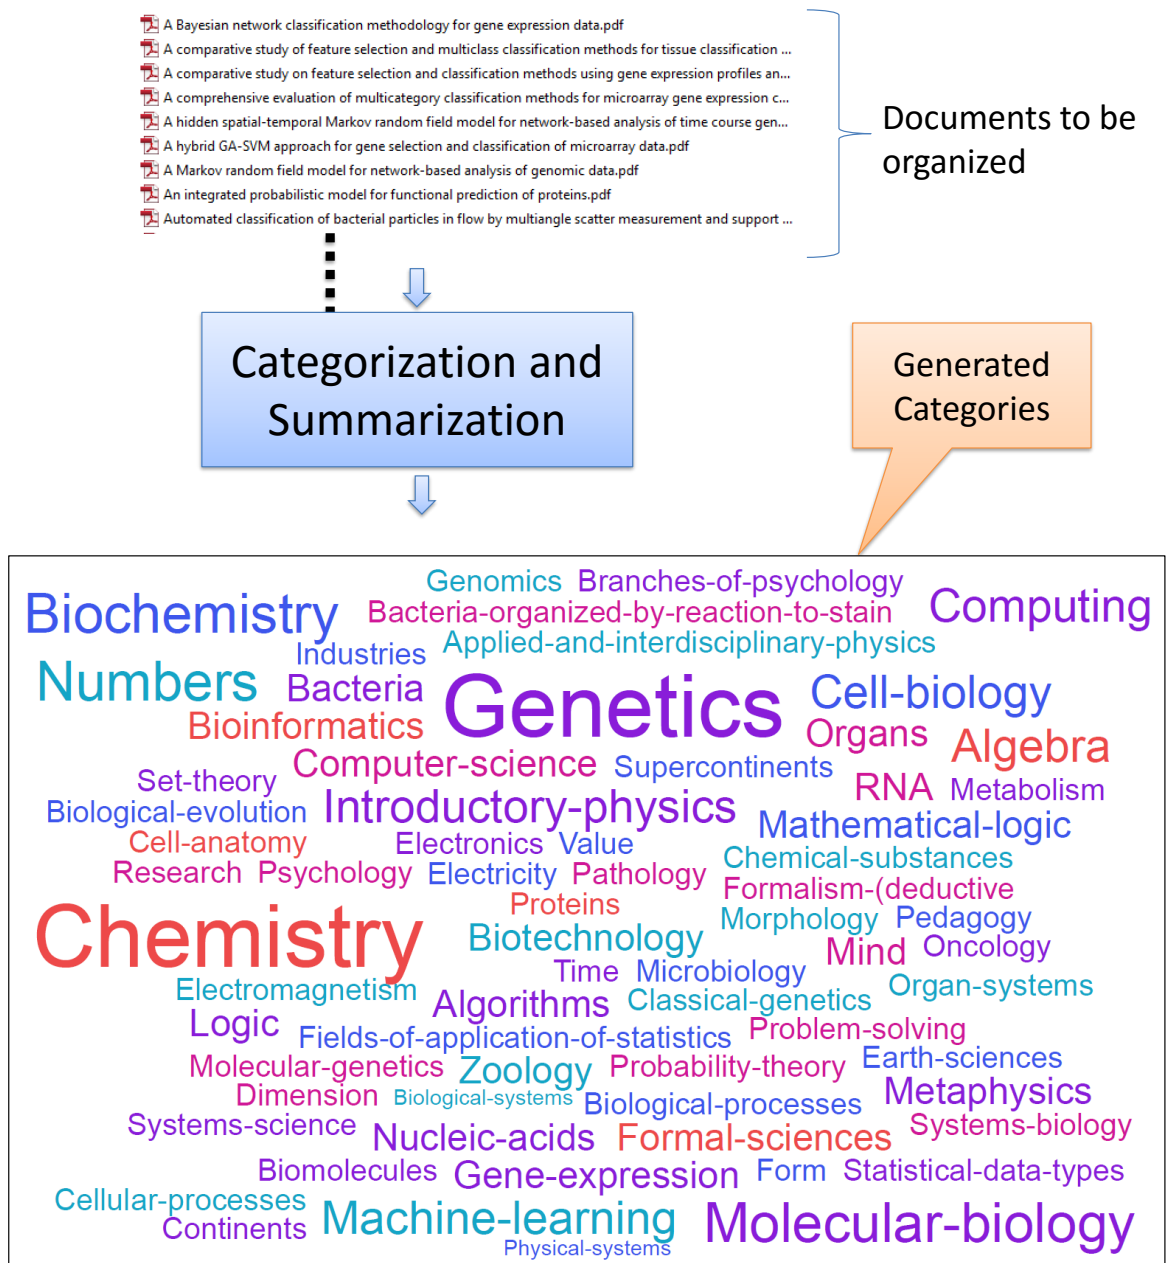 A Bayesian network classification methodology for gene expression data.pdf
A comparative study of feature selection and multiclass classification methods for tissue classification ...
A comparative study on feature selection and classification methods using gene expression profiles an...
A comprehensive evaluation of multicategory classification methods for microarray gene expression c...
A hidden spatial-temporal Markov random field model for network-based analysis of time course gen...
A hybrid GA-SVM approach for gene selection and classification of microarray data.pdf
A Markov random field model for network-based analysis of genomic data.pdf
An integrated probabilistic model for functional prediction of proteins.pdf
Automated classification of bacterial particles in flow by multiangle scatter measurement and support ...
Documents to be
organized
Categorization and
Summarization
Generated
Categories
Genomics Branches-of-psychology
Biochemistry Bacteria-organized-by-reaction-to-stain Computing
Industries Applied-and-interdisciplinary-physics
Numbers Bacteria Genetics Cell-biology
Bioinformatics Organs Algebra
Computer-science Supercontinents
Set-theory RNA Metabolism
Biological-evolution Introductory-physics Mathematical-logic
Cell-anatomy Electronics Value
Chemical-substances
Research Psychology Electricity Pathology Formalism-(deductive
Proteins Morphology Pedagogy
Chemistry Biotechnology Mind Oncology
Time Microbiology
Electromagnetism Algorithms Classical-genetics Organ-systems
Logic Fields-of-application-of-statistics Problem-solving
Molecular-genetics Zoology Probability-theory Earth-sciences
Dimension Biological-systems Biological-processes Metaphysics
Systems-science Nucleic-acids Formal-sciences Systems-biology
Biomolecules Gene-expression Form Statistical-data-types
Cellular-processes Machine-learning Molecular-biology
Continents
Physical-systems